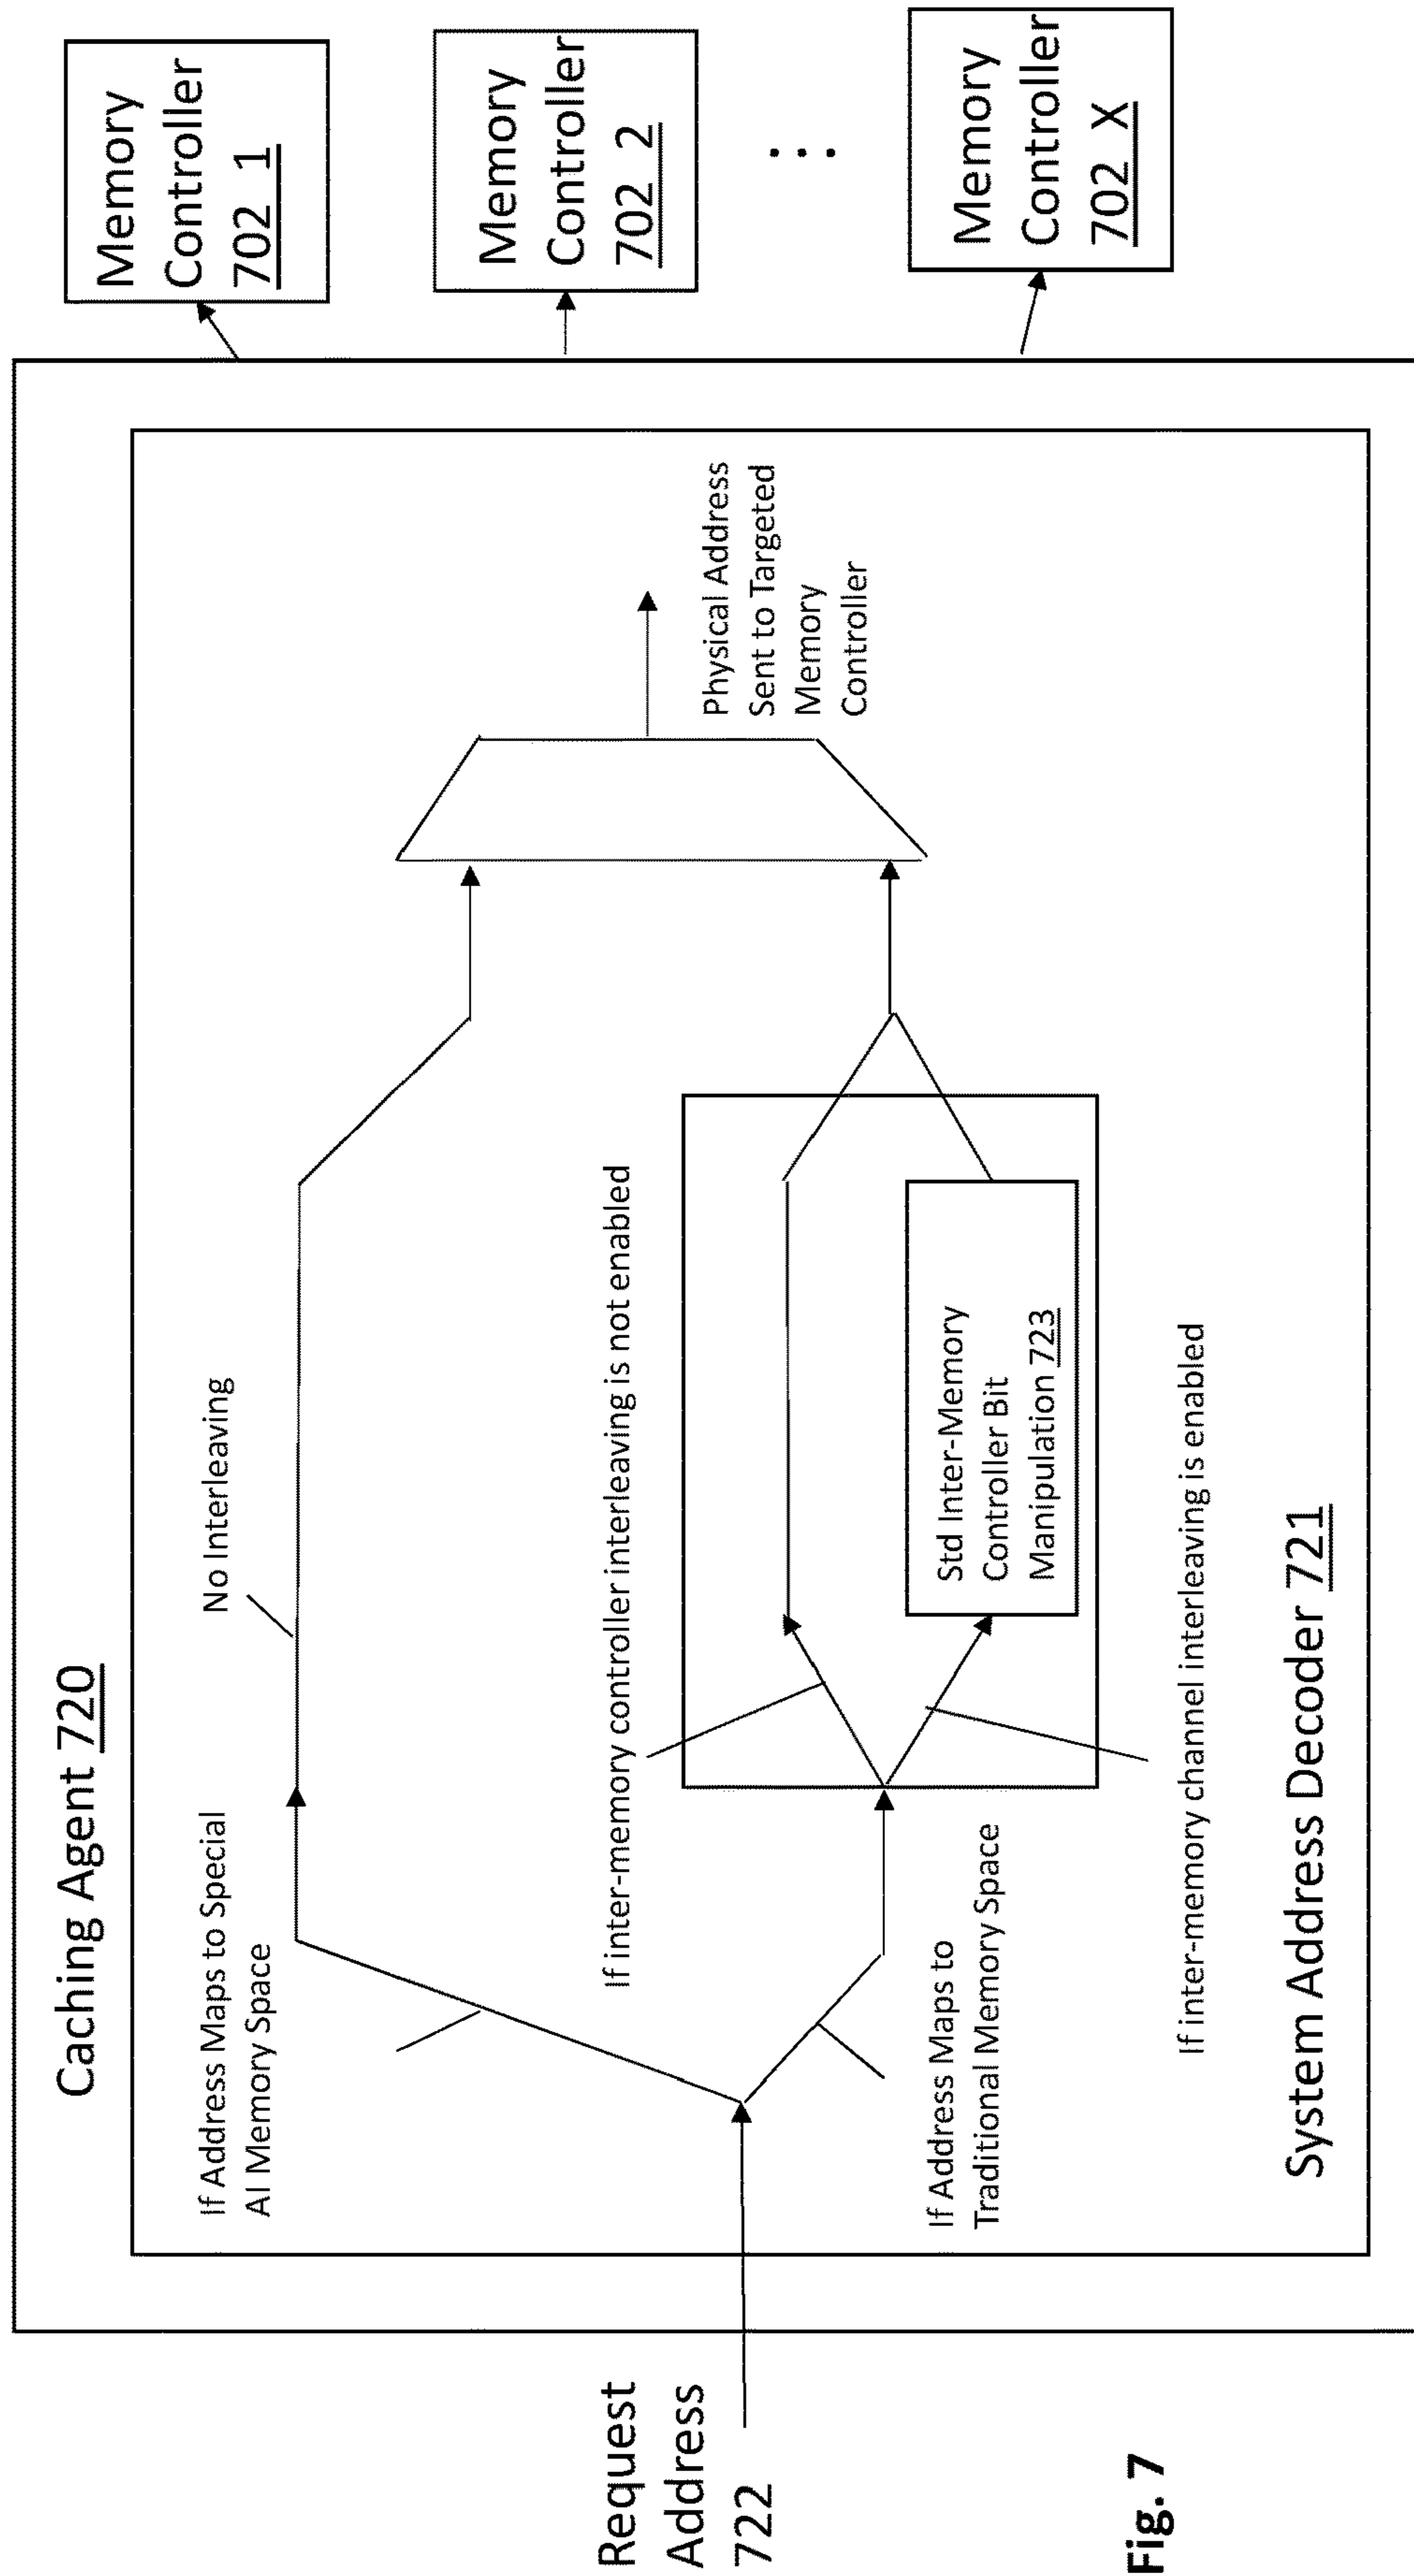 Caching Agent 720
If Address Maps to Special
AI Memory Space
No Interleaving
If inter-memory controller interleaving is not enabled
Std Inter-Memory
Controller Bit
Manipulation 723
If Address Maps to
Traditional Memory Space
If inter-memory channel interleaving is enabled
System Address Decoder 721
Request
Address
722
Physical Address
Sent to Targeted
Memory
Controller
Memory
Controller
702_1
Memory
Controller
702_2
...
Memory
Controller
702_X
Fig. 7